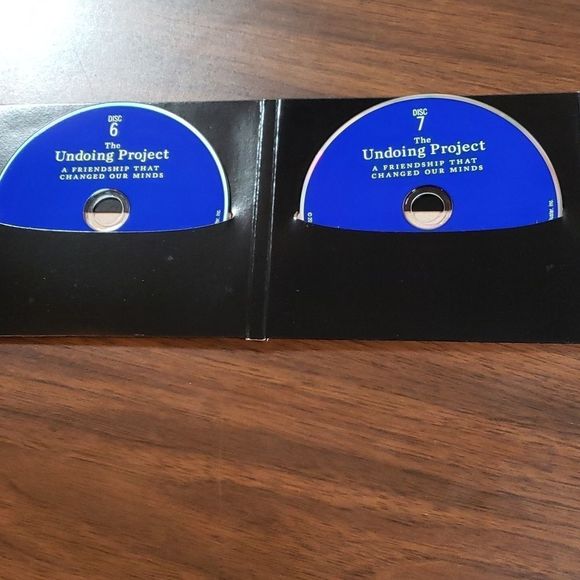 DISC
6
The
Undoing Project
A FRIENDSHIP THAT
CHANGED OUR MINDS
DISC
7
The
Undoing Project
A FRIENDSHIP THAT
CHANGED OUR MINDS